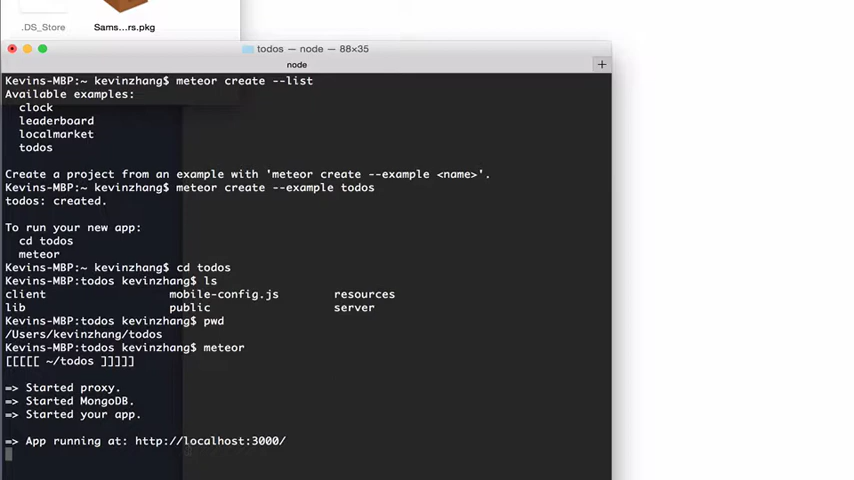 .DS_Store
Sams...rs.pkg
todos — node — 88×35
node
+
Kevins-MBP:~ kevinzhang$ meteor create --list
Available examples:
clock
leaderboard
localmarket
todos
Create a project from an example with 'meteor create --example <name>'.
Kevins-MBP:~ kevinzhang$ meteor create --example todos
todos: created.
To run your new app:
cd todos
meteor
Kevins-MBP:~ kevinzhang$ cd todos
Kevins-MBP:todos kevinzhang$ ls
client mobile-config.js resources
lib public server
Kevins-MBP:todos kevinzhang$ pwd
/Users/kevinzhang/todos
Kevins-MBP:todos kevinzhang$ meteor
[[[[[ ~/todos ]]]]]
=> Started proxy.
=> Started MongoDB.
=> Started your app.
=> App running at: http://localhost:3000/